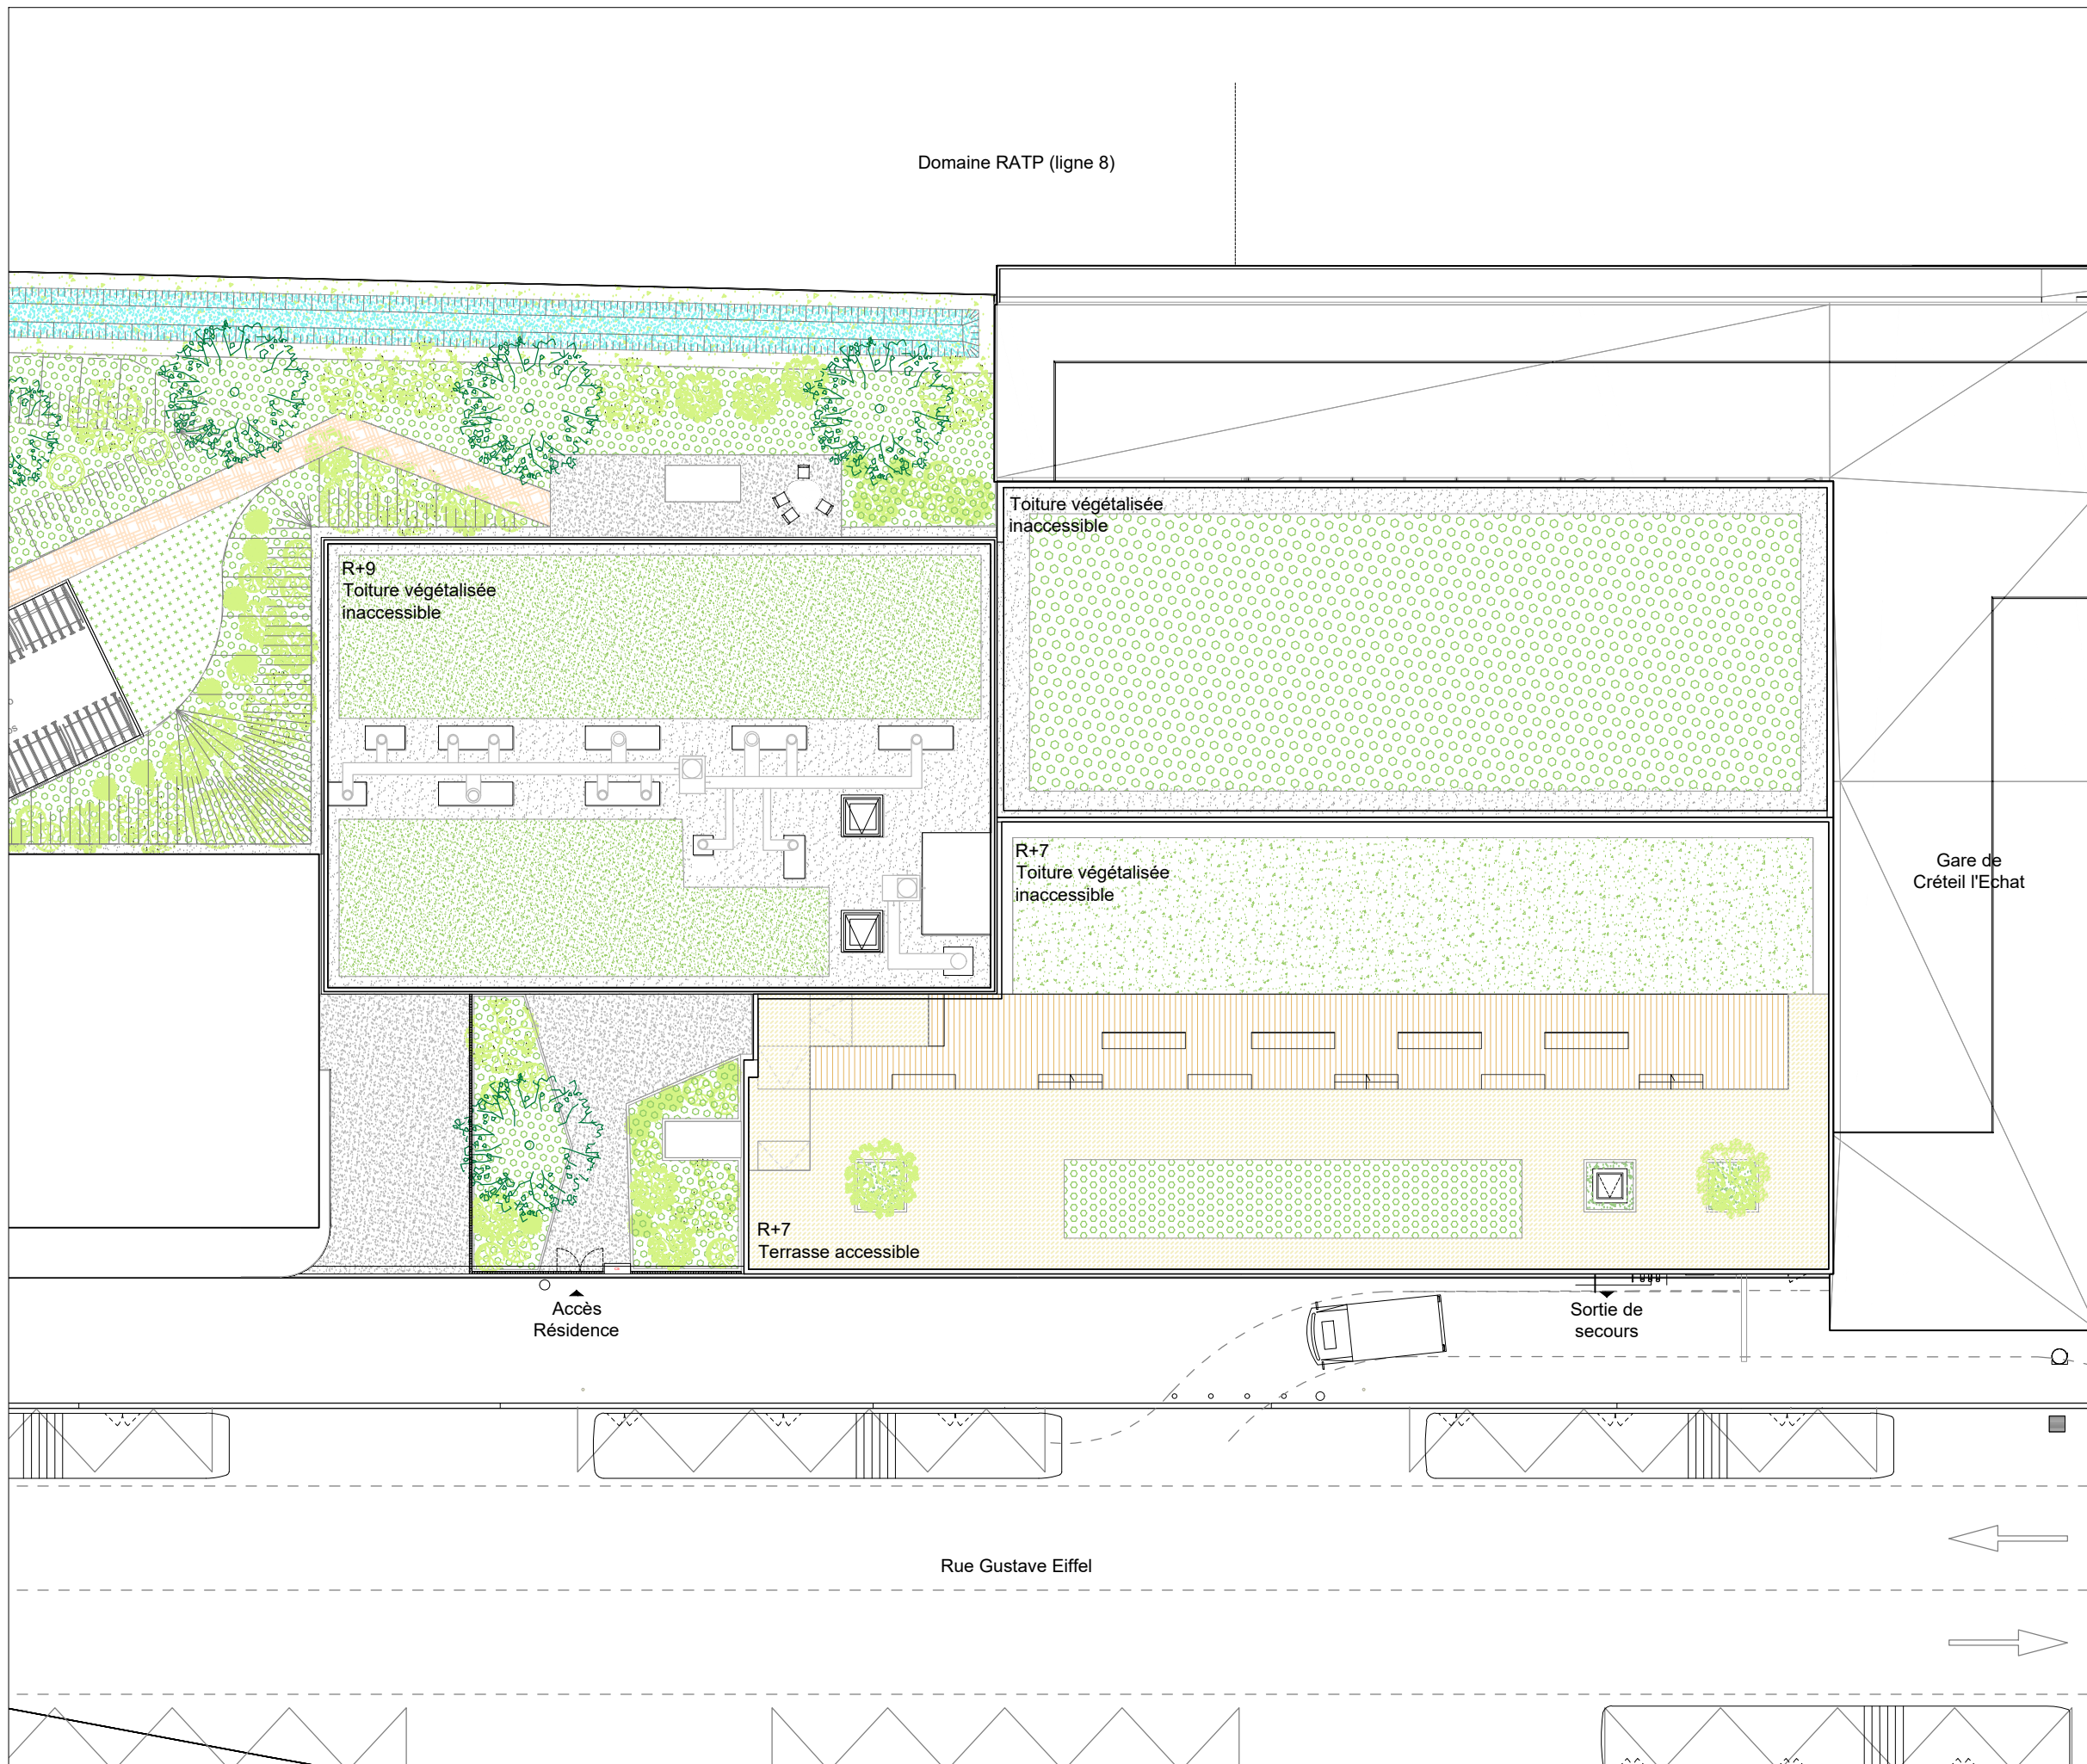 Domaine RATP (ligne 8)
Toiture végétalisée
inaccessible
R+9
Toiture végétalisée
inaccessible
R+7
Toiture végétalisée
inaccessible
Gare de
Créteil l'Echat
R+7
Terrasse accessible
Accès
Résidence
Sortie de
secours
Rue Gustave Eiffel